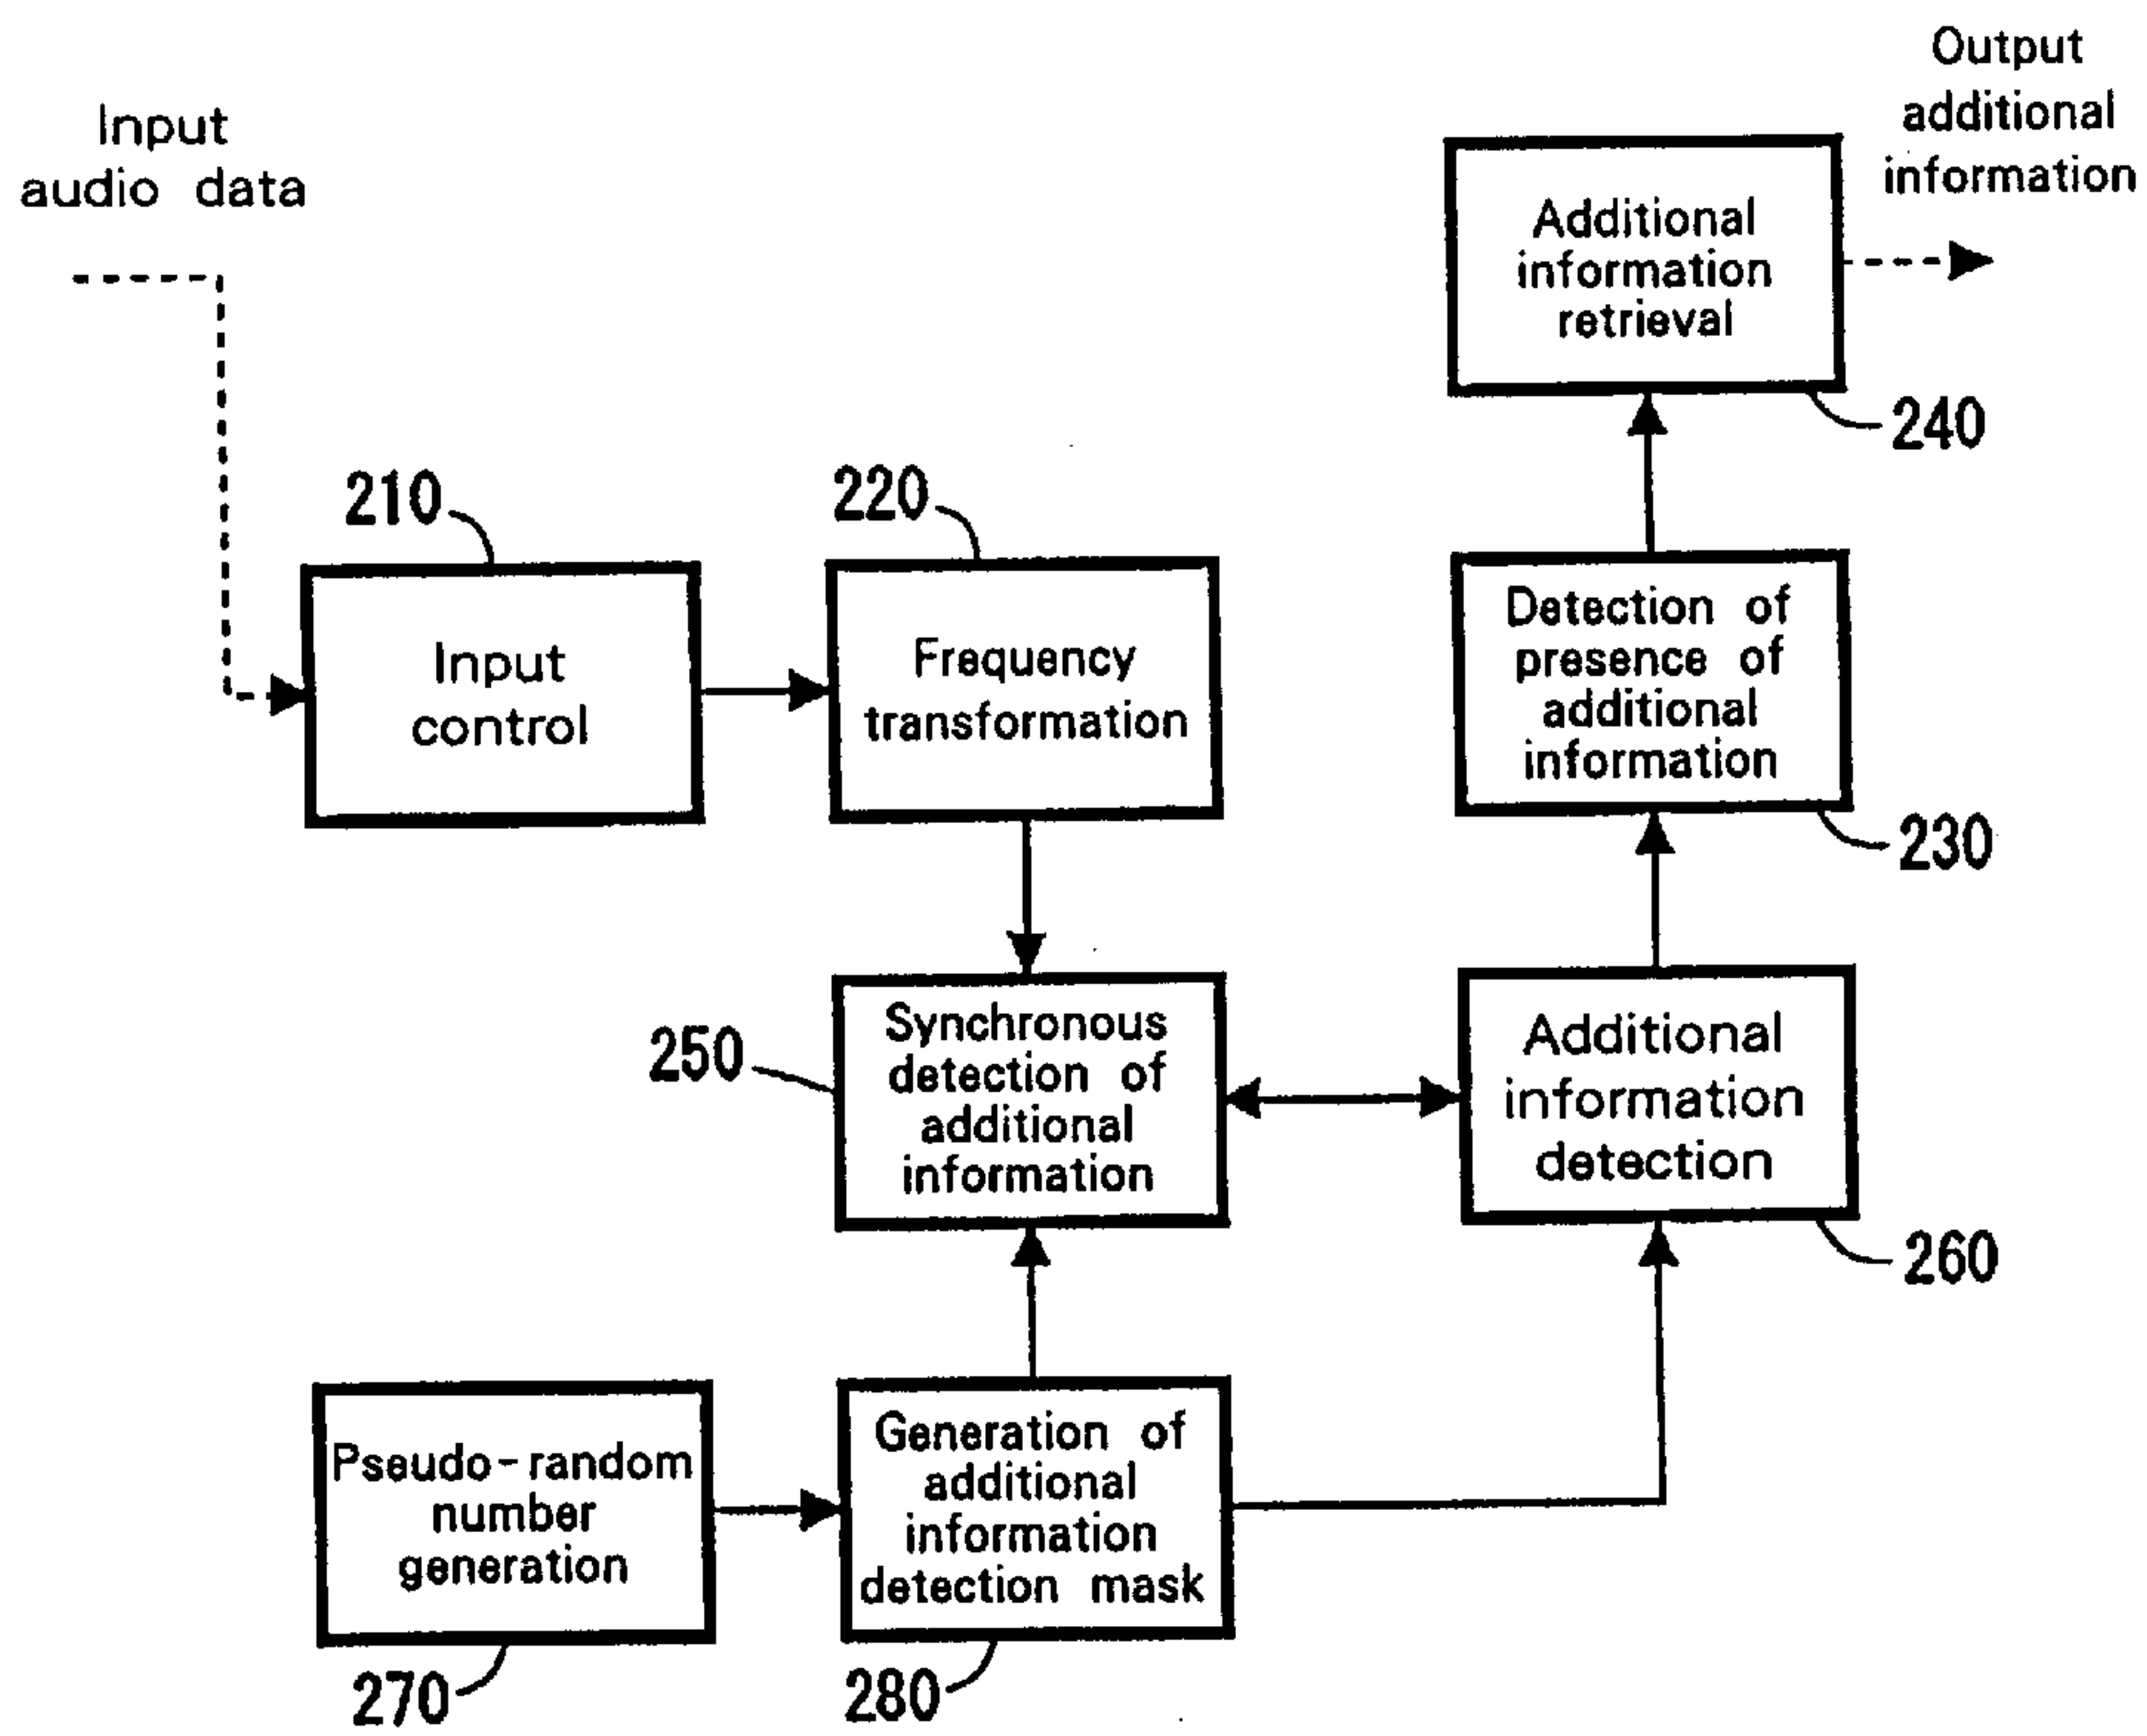 Input
audio data
Output
additional
information
Additional
information
retrieval
240
210
220
Input
control
Frequency
transformation
Detection of
presence of
additional
information
230
250
Synchronous
detection of
additional
information
Additional
information
detection
260
Pseudo-random
number
generation
270
Generation of
additional
information
detection mask
280